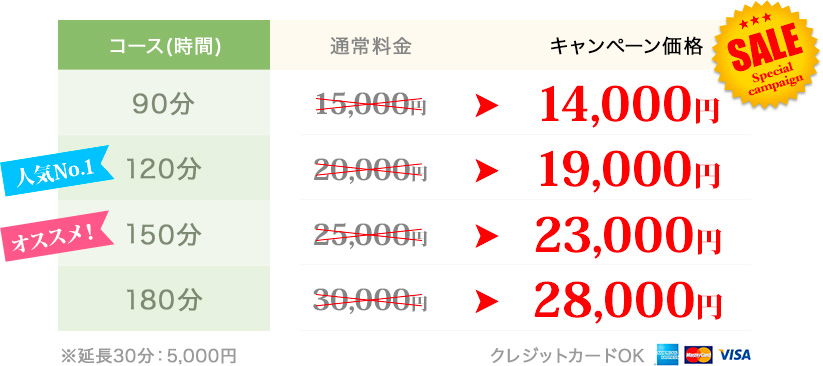 コース(時間) 通常料金 キャンペーン価格
★★★
SALE
Special
campaign
90分 15,000円 ➤ 14,000円
人気No.1
120分 20,000円 ➤ 19,000円
オススメ!
150分 25,000円 ➤ 23,000円
180分 30,000円 ➤ 28,000円
※延長30分：5,000円 クレジットカードOK AMERICAN EXPRESS MasterCard VISA